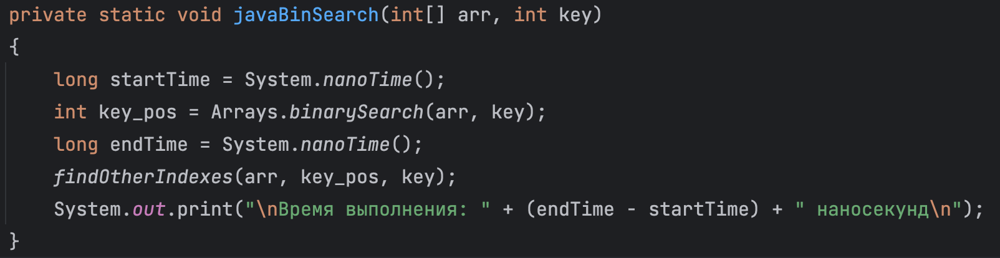 private static void javaBinSearch(int[] arr, int key)
{
    long startTime = System.nanoTime();
    int key_pos = Arrays.binarySearch(arr, key);
    long endTime = System.nanoTime();
    findOtherIndexes(arr, key_pos, key);
    System.out.print("\nВремя выполнения: " + (endTime - startTime) + " наносекунд\n");
}